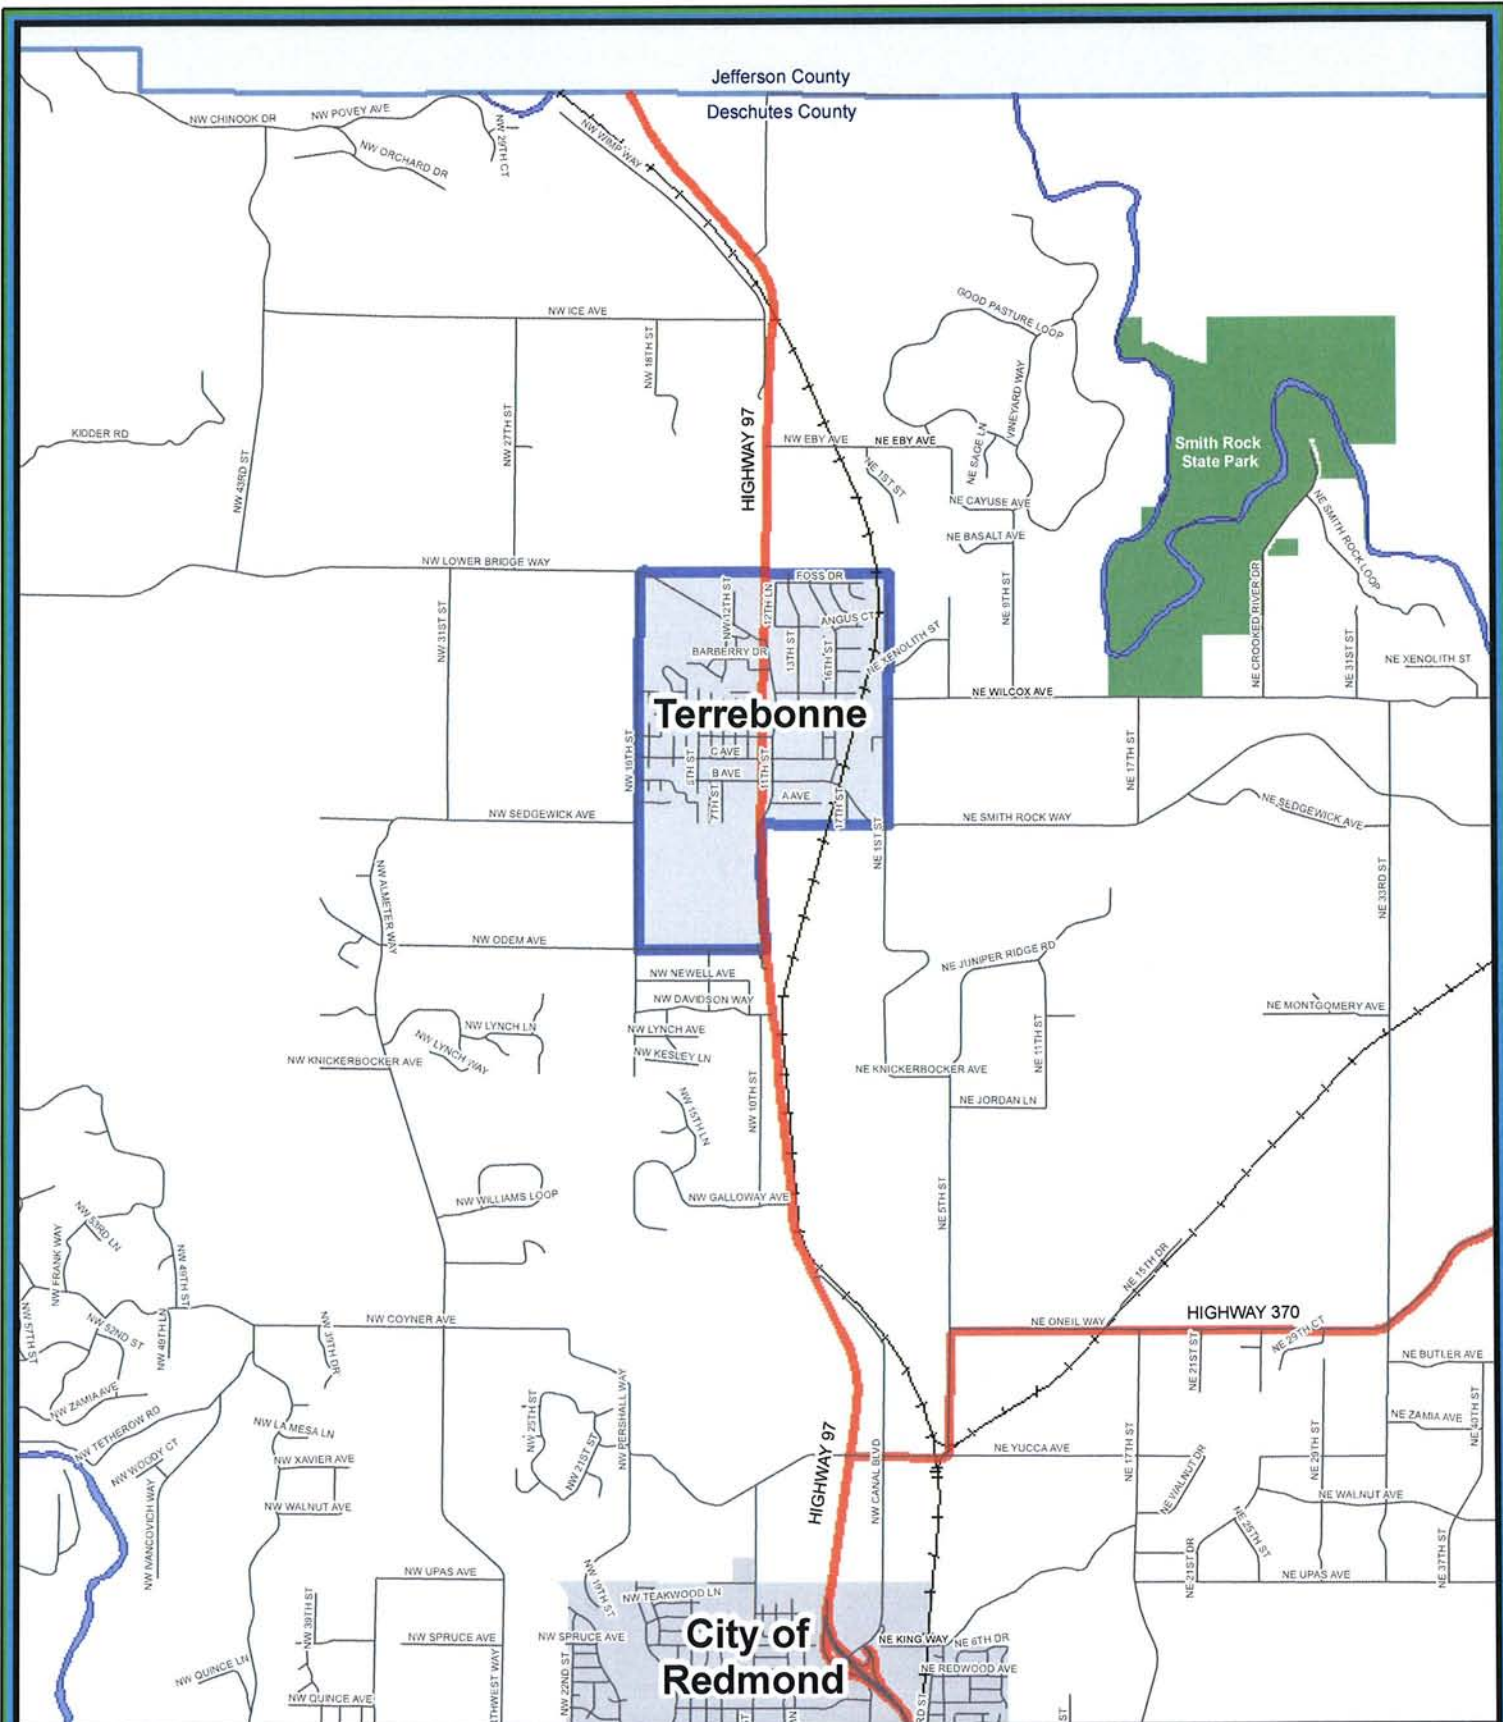 Jefferson County
Deschutes County
NW CHINOOK DR
NW POVEY AVE
NW ORCHARD DR
NW 29TH CT
NW WIMP WAY
NW ICE AVE
NW 18TH ST
NW 27TH ST
KIDDER RD
NW 43RD ST
HIGHWAY 97
GOOD PASTURE LOOP
VINEYARD WAY
NE SAGE LN
NW EBY AVE
NE EBY AVE
NE 1ST ST
NE CAYUSE AVE
NE BASALT AVE
Smith Rock
State Park
NE SMITH ROCK LOOP
NE CROOKED RIVER DR
NE 31ST ST
NE XENOLITH ST
NE 9TH ST
NW LOWER BRIDGE WAY
NW 31ST ST
FOSS DR
NW 12TH ST
12TH LN
ANGUS CT
BARBERRY DR
13TH ST
16TH ST
NE XENOLITH ST
NE WILCOX AVE
Terrebonne
NW 16TH ST
C AVE
5TH ST
B AVE
11TH ST
7TH ST
A AVE
17TH ST
NE 1ST ST
NE 17TH ST
NW SEDGEWICK AVE
NE SMITH ROCK WAY
NE SEDGEWICK AVE
NE 33RD ST
NW ALMETER WAY
NW ODEM AVE
NW NEWELL AVE
NW DAVIDSON WAY
NW LYNCH AVE
NW KESLEY LN
NE JUNIPER RIDGE RD
NE MONTGOMERY AVE
NE 11TH ST
NW LYNCH LN
NW LYNCH WAY
NW KNICKERBOCKER AVE
NE KNICKERBOCKER AVE
NE JORDAN LN
NW 15TH LN
NW 10TH ST
NW GALLOWAY AVE
NW WILLIAMS LOOP
NE 5TH ST
NE 15TH DR
NW 53RD LN
NW FRANK WAY
NW 49TH ST
NW 57TH ST
NW 52ND ST
NW 49TH LN
NW 39TH DR
NW COYNER AVE
HIGHWAY 370
NE ONEIL WAY
NE 21ST ST
NE 29TH CT
NE BUTLER AVE
NW ZAMIA AVE
NW TETHEROW RD
NW WOODY CT
NW LA MESA LN
NW XAVIER AVE
NW WALNUT AVE
NW IVANCOVICH WAY
NW 25TH ST
NW 21ST ST
NW PERSHALL WAY
HIGHWAY 97
NW CANAL BLVD
NE YUCCA AVE
NE 17TH ST
NE WALNUT DR
NE 29TH ST
NE ZAMIA AVE
NE 40TH ST
NE WALNUT AVE
NE 25TH ST
NE 21ST DR
NE UPAS AVE
NE 37TH ST
NW UPAS AVE
NW 19TH ST
NW TEAKWOOD LN
NW 39TH ST
NW SPRUCE AVE
NW SPRUCE AVE
NW 22ND ST
City of
Redmond
NE KING WAY
NE 6TH DR
NE REDWOOD AVE
NW QUINCE LN
NW QUINCE AVE
THWEST WAY
RD ST
ST
ST